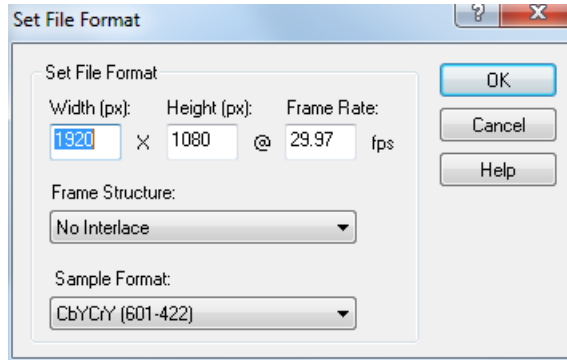 Set File Format
?
X
Set File Format
Width (px): Height (px): Frame Rate:
1920 X 1080 @ 29.97 fps
Frame Structure:
No Interlace
Sample Format:
CbYCrY (601-422)
OK
Cancel
Help